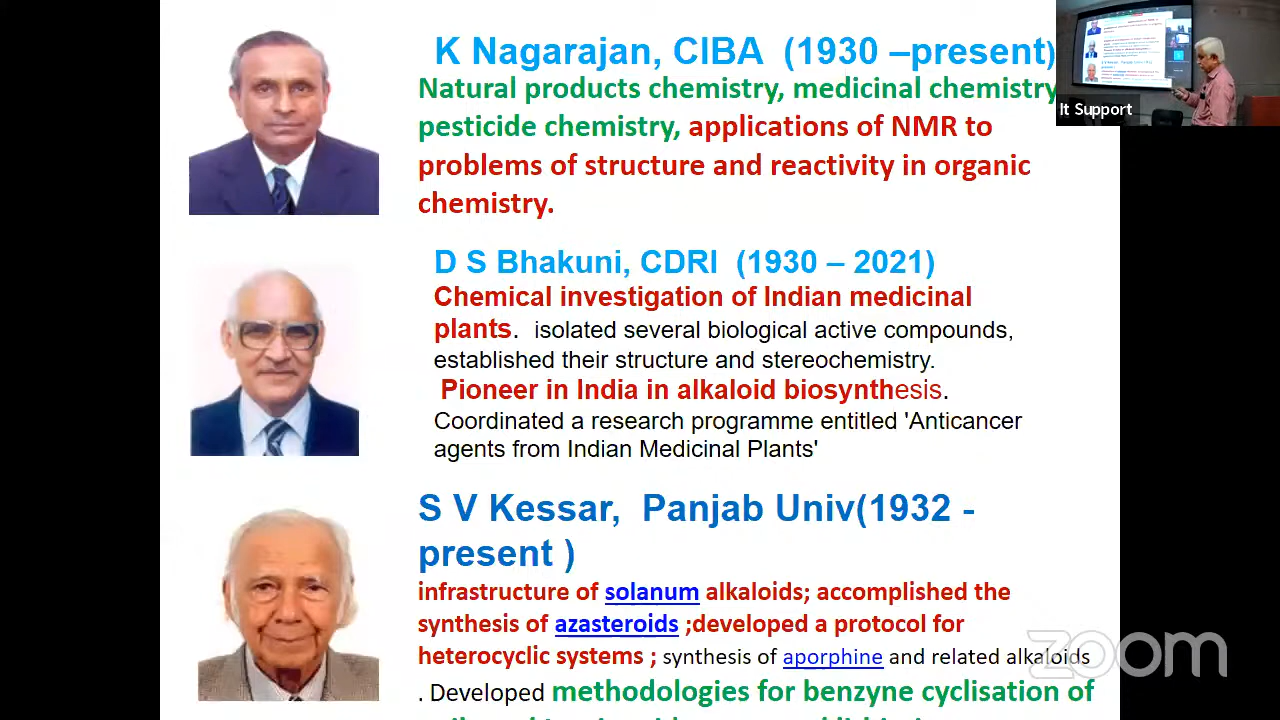 K Nagarajan, CIBA (1930 –present)
Natural products chemistry, medicinal chemistry
pesticide chemistry, applications of NMR to
problems of structure and reactivity in organic
chemistry.
It Support
D S Bhakuni, CDRI (1930 – 2021)
Chemical investigation of Indian medicinal
plants. isolated several biological active compounds,
established their structure and stereochemistry.
Pioneer in India in alkaloid biosynthesis.
Coordinated a research programme entitled 'Anticancer
agents from Indian Medicinal Plants'
S V Kessar, Panjab Univ(1932 -
present )
infrastructure of solanum alkaloids; accomplished the
synthesis of azasteroids ;developed a protocol for
heterocyclic systems ; synthesis of aporphine and related alkaloids
. Developed methodologies for benzyne cyclisation of
zoom